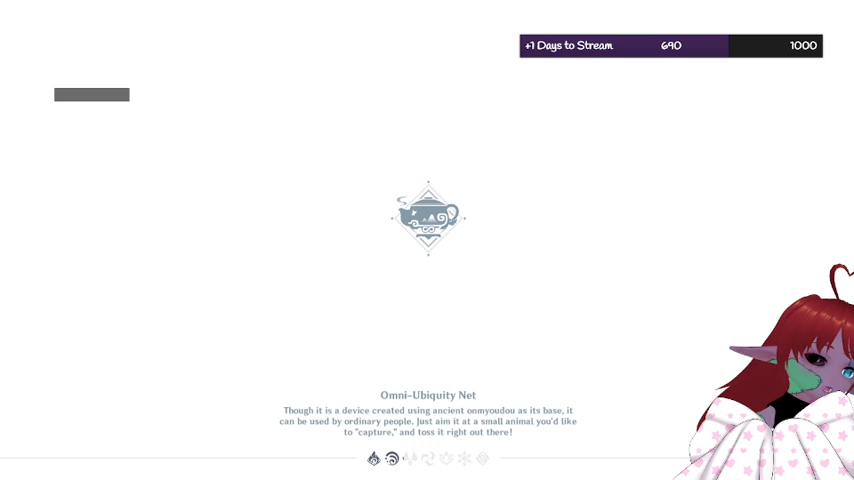 +1 Days to Stream 690 1000
Omni-Ubiquity Net
Though it is a device created using ancient onmyoudou as its base, it
can be used by ordinary people. Just aim it at a small animal you'd like
to "capture," and toss it right out there!